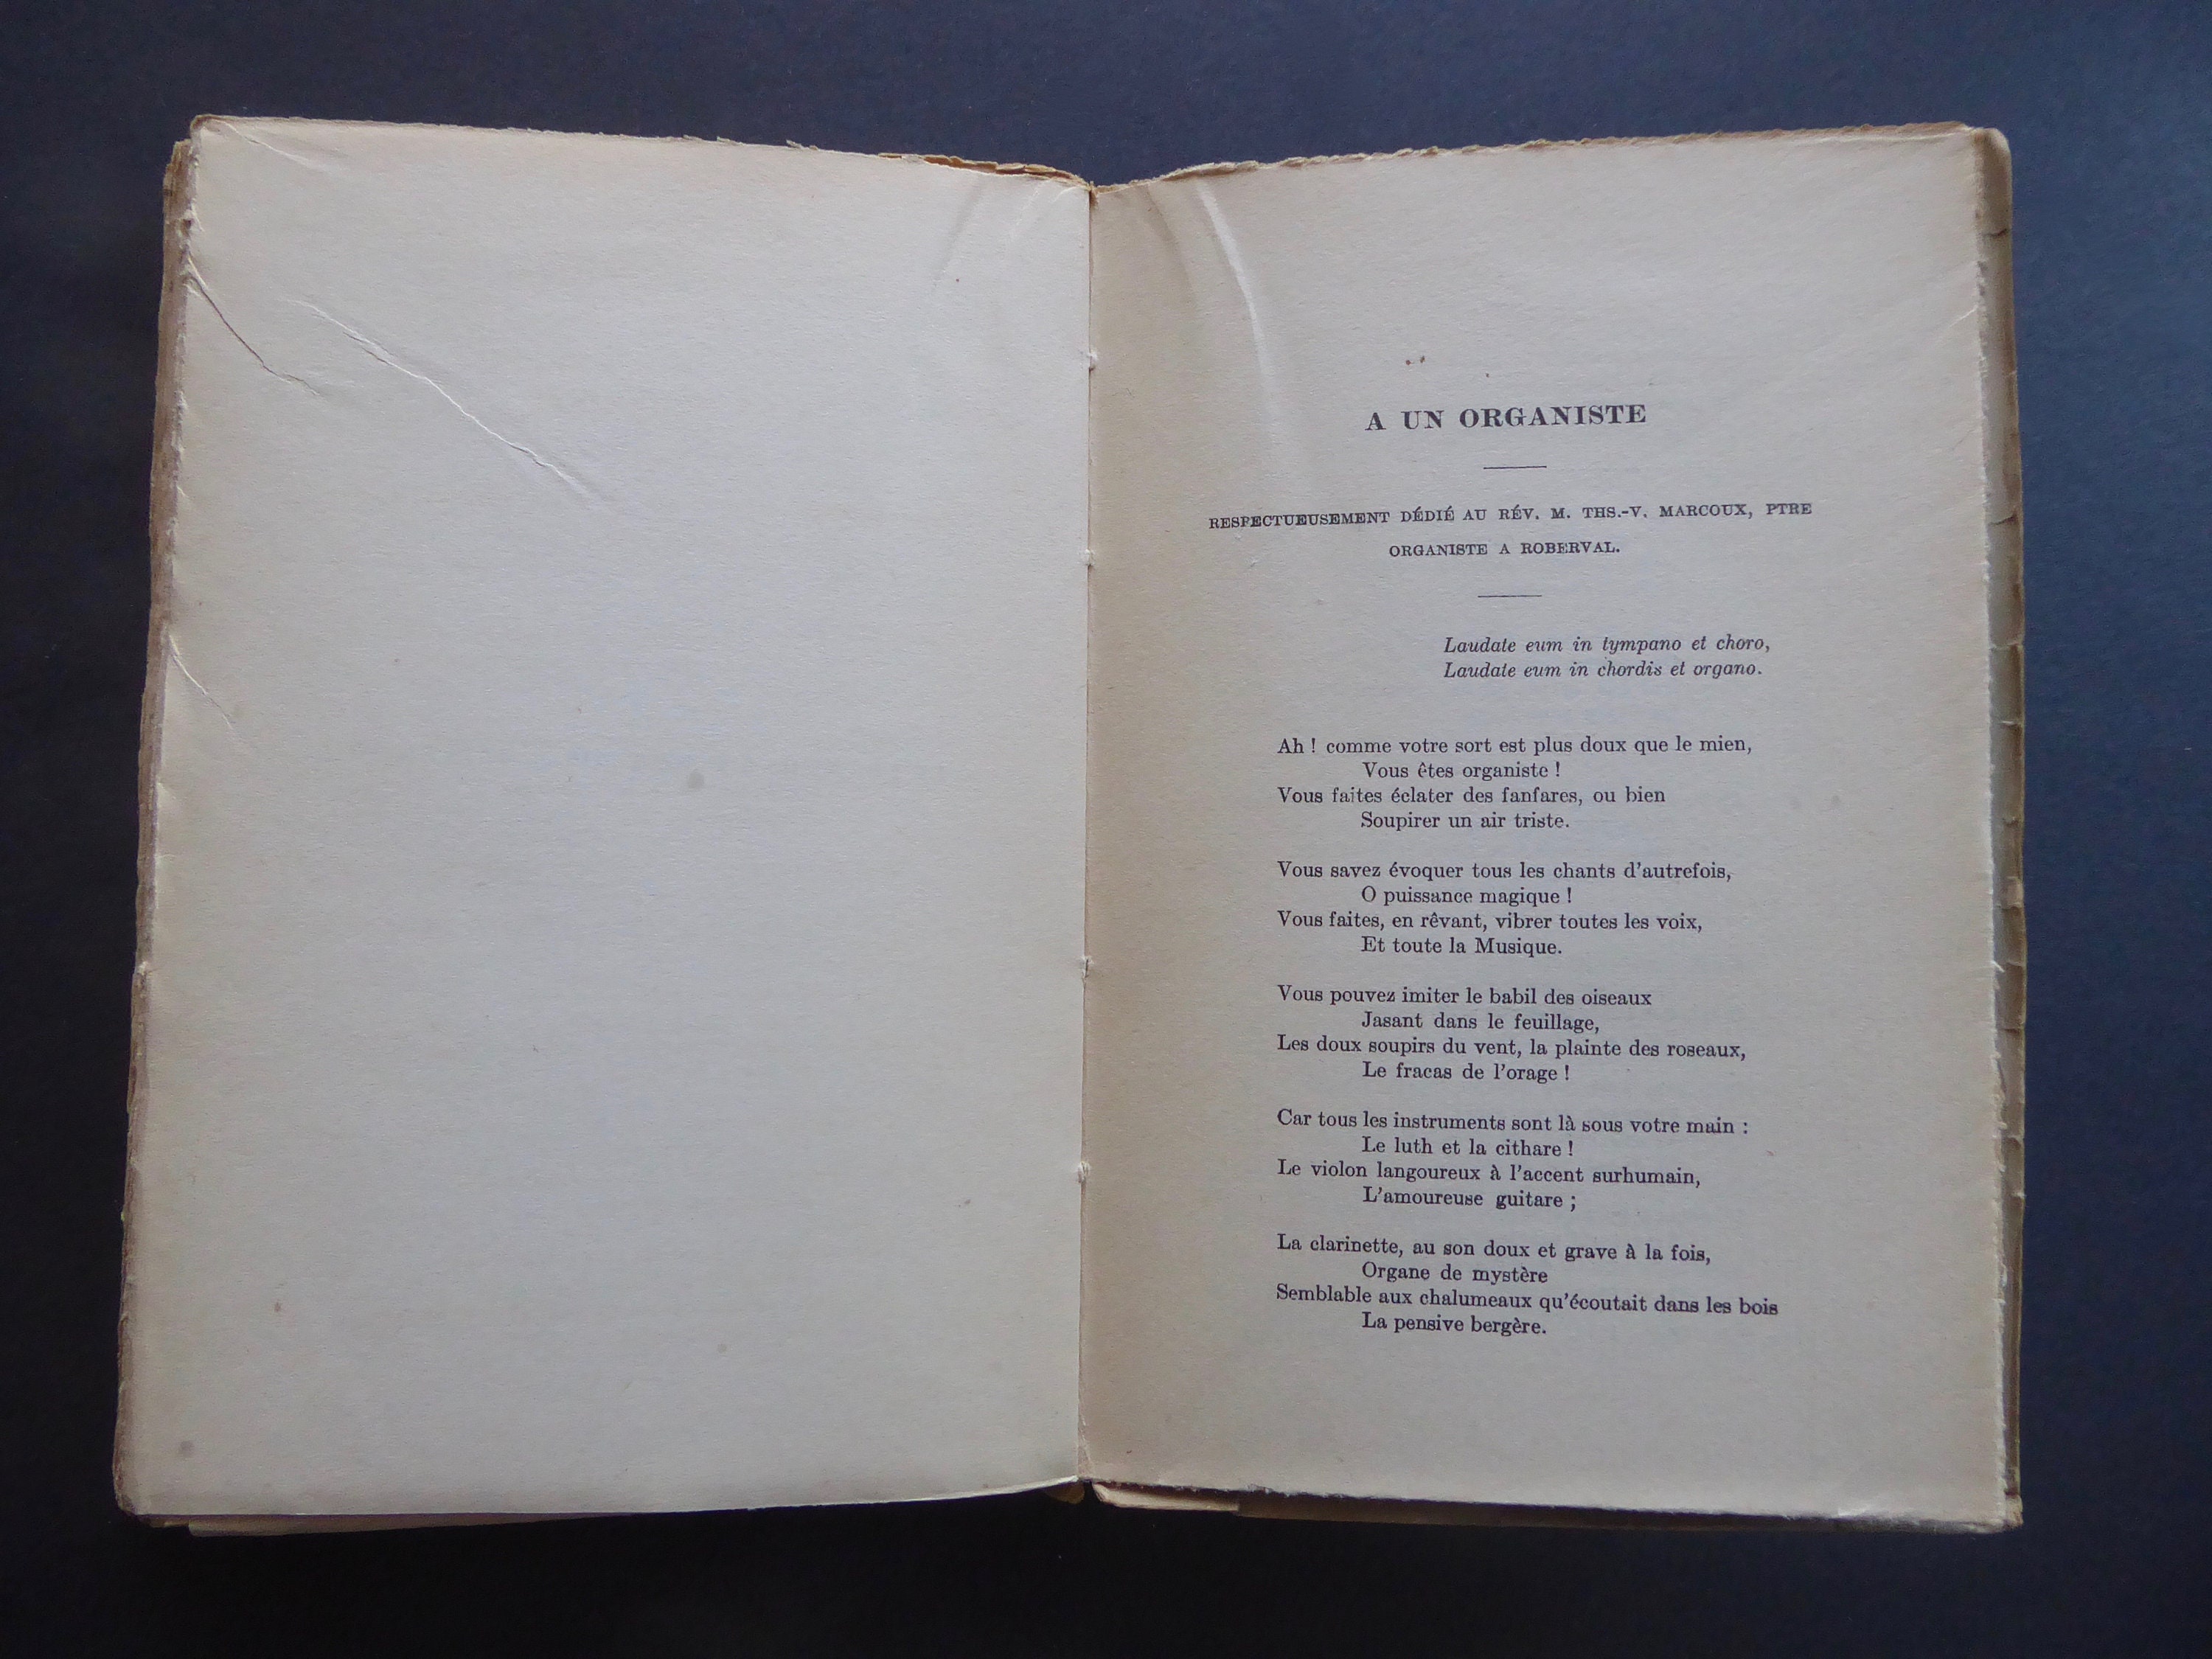 A UN ORGANISTE
RESPECTUEUSEMENT DÉDIÉ AU RÉV. M. THS.-V. MARCOUX, PTRE
ORGANISTE A ROBERVAL.
Laudate eum in tympano et choro,
Laudate eum in chordis et organo.
Ah ! comme votre sort est plus doux que le mien,
Vous êtes organiste !
Vous faites éclater des fanfares, ou bien
Soupirer un air triste.
Vous savez évoquer tous les chants d'autrefois,
O puissance magique !
Vous faites, en rêvant, vibrer toutes les voix,
Et toute la Musique.
Vous pouvez imiter le babil des oiseaux
Jasant dans le feuillage,
Les doux soupirs du vent, la plainte des roseaux,
Le fracas de l'orage !
Car tous les instruments sont là sous votre main :
Le luth et la cithare !
Le violon langoureux à l'accent surhumain,
L'amoureuse guitare ;
La clarinette, au son doux et grave à la fois,
Organe de mystère
Semblable aux chalumeaux qu'écoutait dans les bois
La pensive bergère.